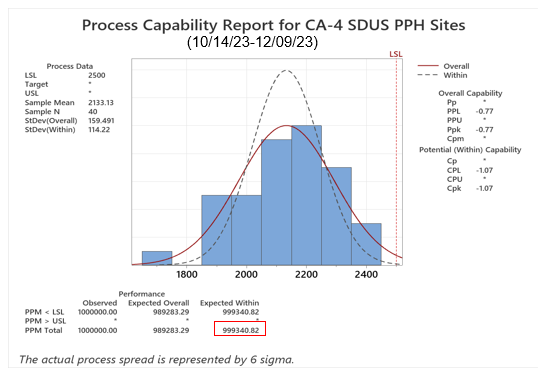 Process Capability Report for CA-4 SDUS PPH Sites
(10/14/23-12/09/23)
LSL
Process Data
LSL 2500
Target *
USL *
Sample Mean 2133.13
Sample N 40
StDev(Overall) 159.491
StDev(Within) 114.22
Overall
Within
Overall Capability
Pp *
PPL -0.77
PPU *
Ppk -0.77
Cpm *
Potential (Within) Capability
Cp *
CPL -1.07
CPU *
Cpk -1.07
1800 2000 2200 2400
Performance
Observed Expected Overall Expected Within
PPM < LSL 1000000.00 989283.29 999340.82
PPM > USL * * *
PPM Total 1000000.00 989283.29 999340.82
The actual process spread is represented by 6 sigma.